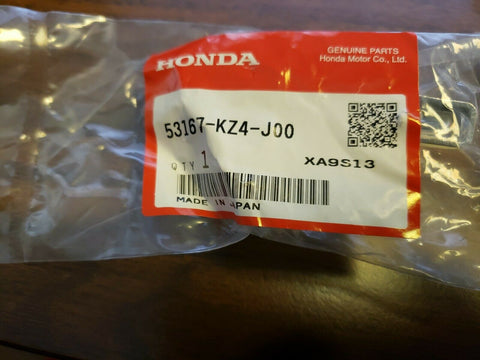 HONDA
GENUINE PARTS
Honda Motor Co., Ltd.
53167-KZ4-J00
QTY 1
XA9S13
MADE IN JAPAN